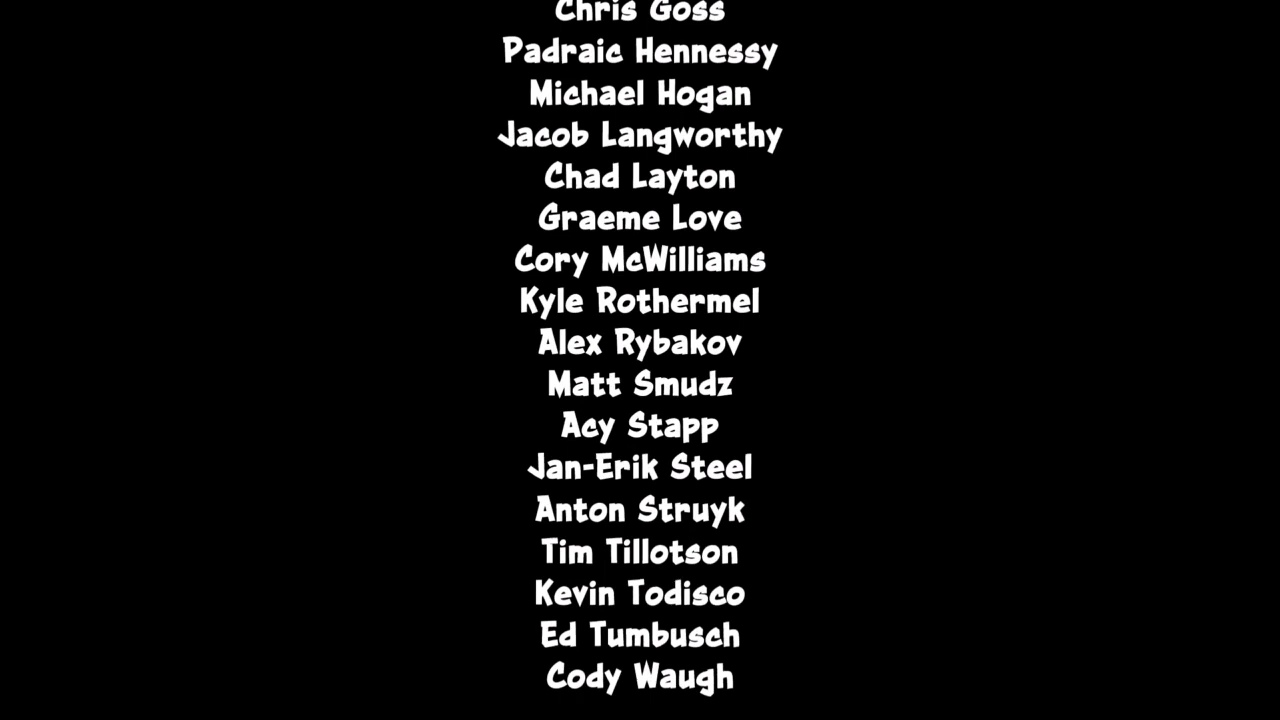 Chris Goss
Padraic Hennessy
Michael Hogan
Jacob Langworthy
Chad Layton
Graeme Love
Cory McWilliams
Kyle Rothermel
Alex Rybakov
Matt Smudz
Acy Stapp
Jan-Erik Steel
Anton Struyk
Tim Tillotson
Kevin Todisco
Ed Tumbusch
Cody Waugh